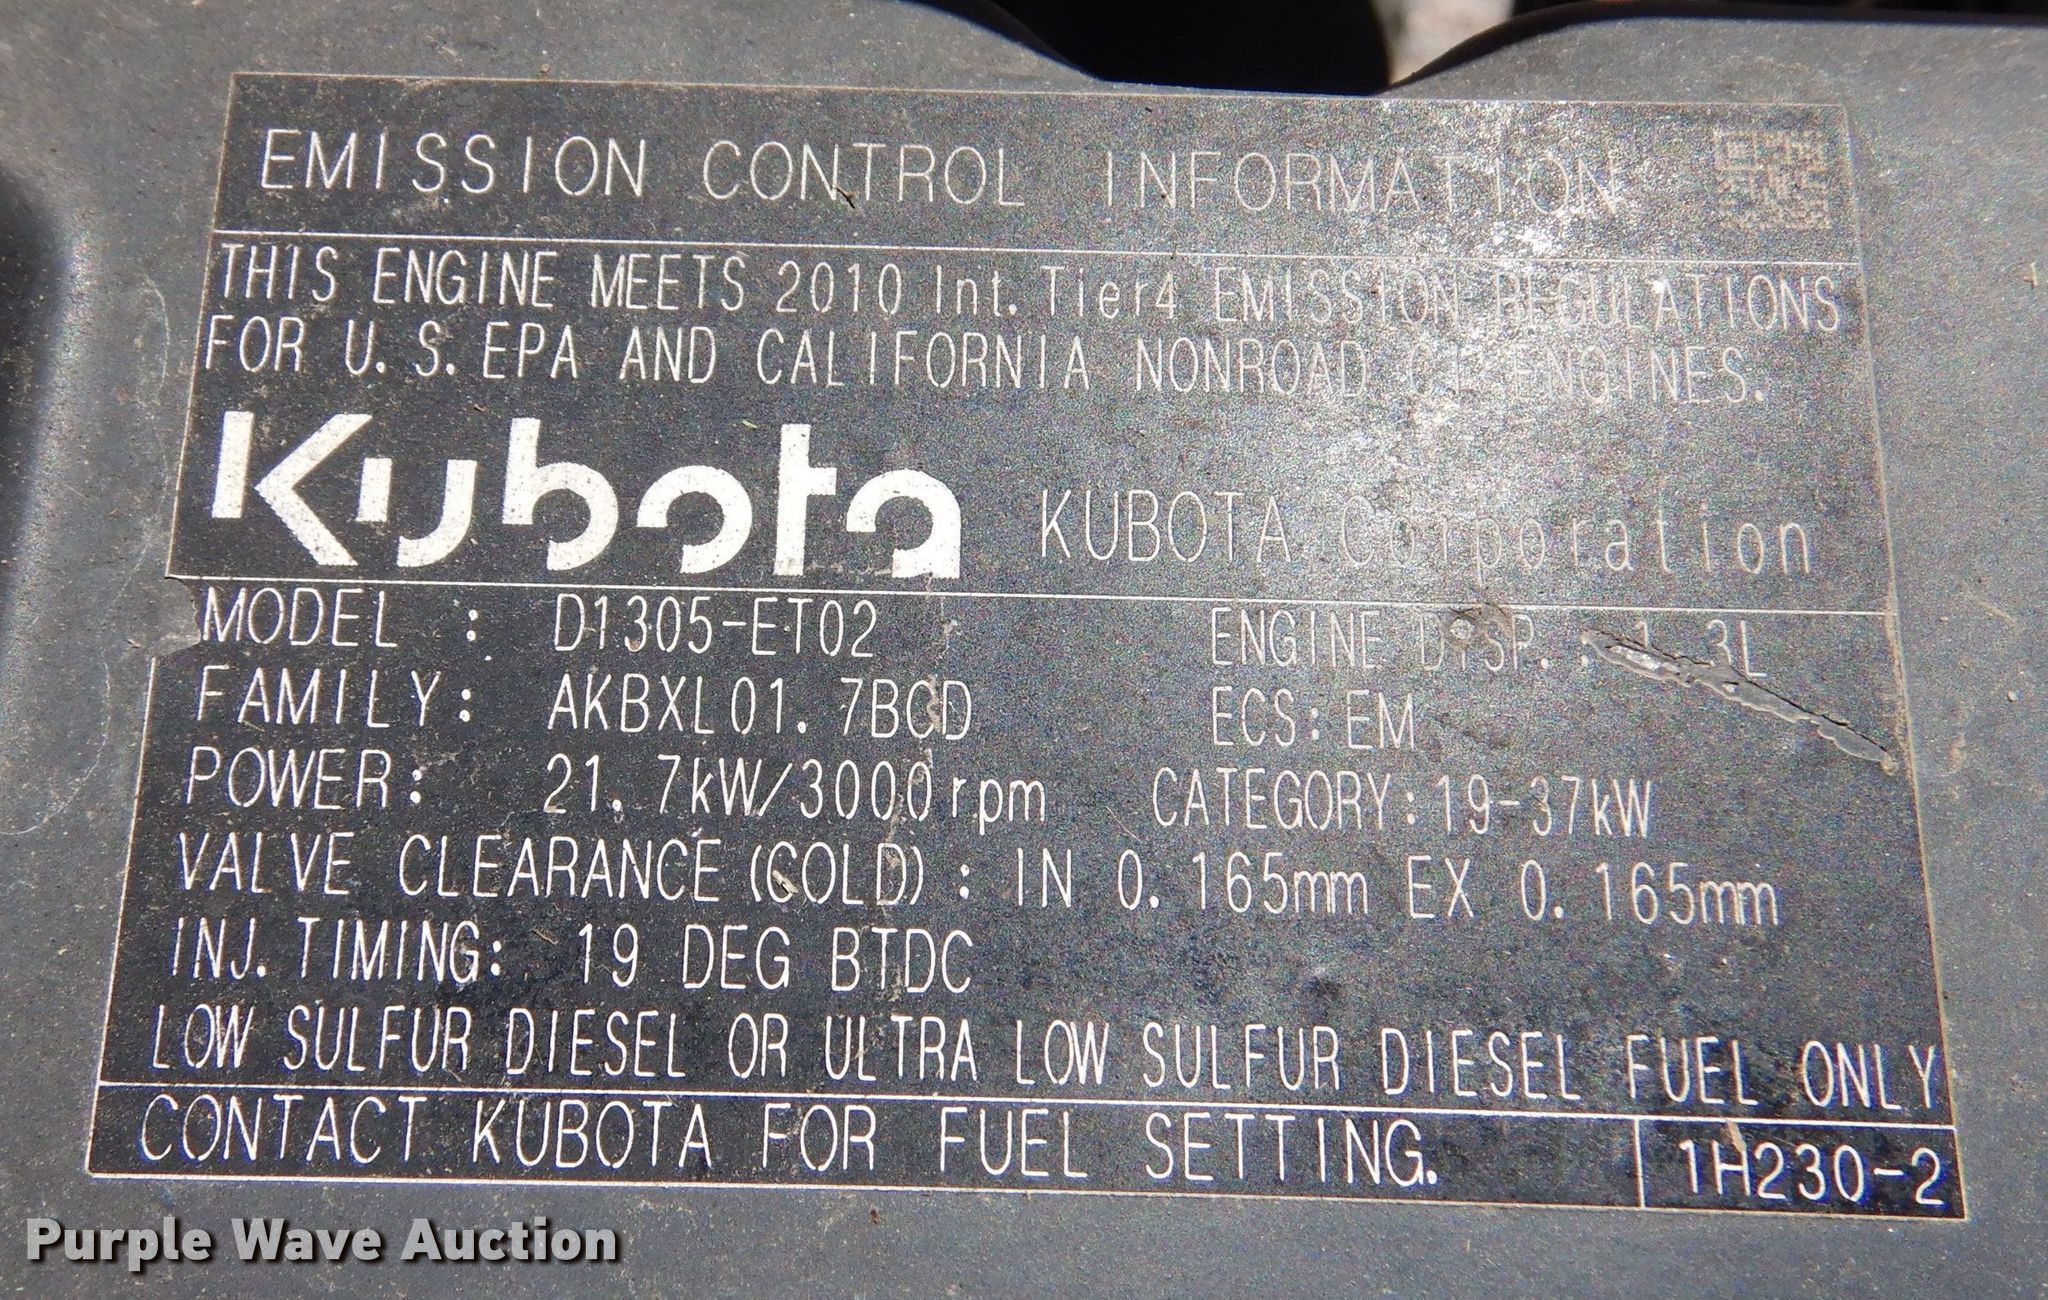 EMISSION CONTROL INFORMATION
THIS ENGINE MEETS 2010 Int. Tier4 EMISSION REGULATIONS
FOR U. S. EPA AND CALIFORNIA NONROAD CI ENGINES.
Kubota KUBOTA Corporation
MODEL : D1305-ET02 ENGINE DISP. : 1. 3L
FAMILY: AKBXL01. 7BCD ECS: EM
POWER: 21. 7kW/3000rpm CATEGORY: 19-37kW
VALVE CLEARANCE (COLD) : IN 0. 165mm EX 0. 165mm
INJ. TIMING: 19 DEG BTDC
LOW SULFUR DIESEL OR ULTRA LOW SULFUR DIESEL FUEL ONLY
CONTACT KUBOTA FOR FUEL SETTING. 1H230-2
Purple Wave Auction